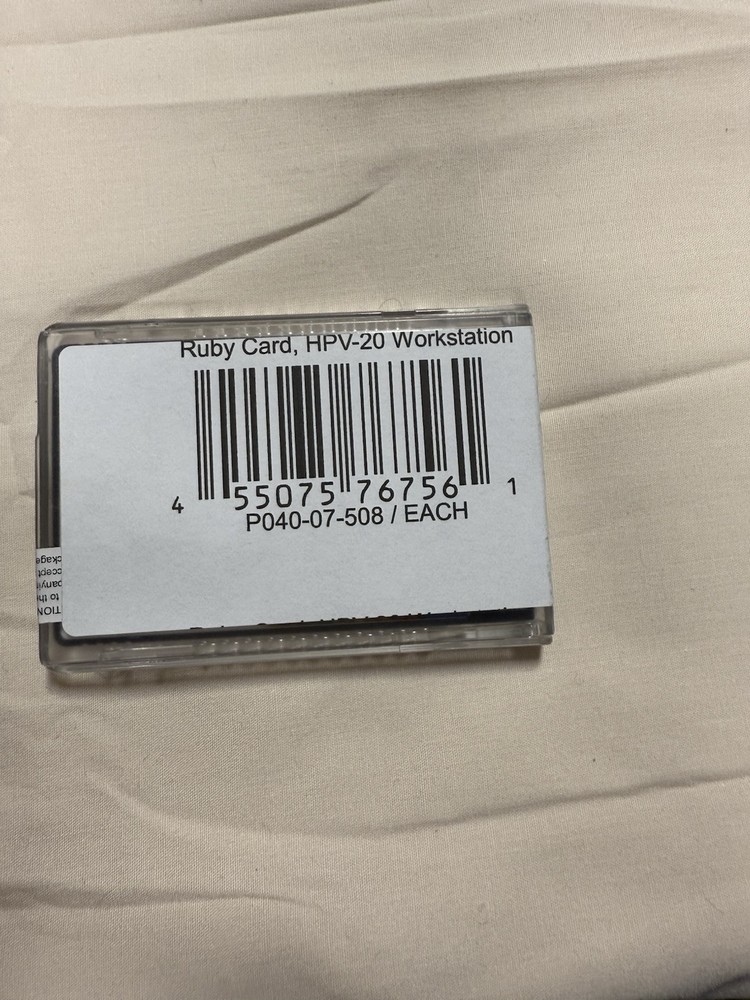 Ruby Card, HPV-20 Workstation
4 55075 76756 1
P040-07-508 / EACH